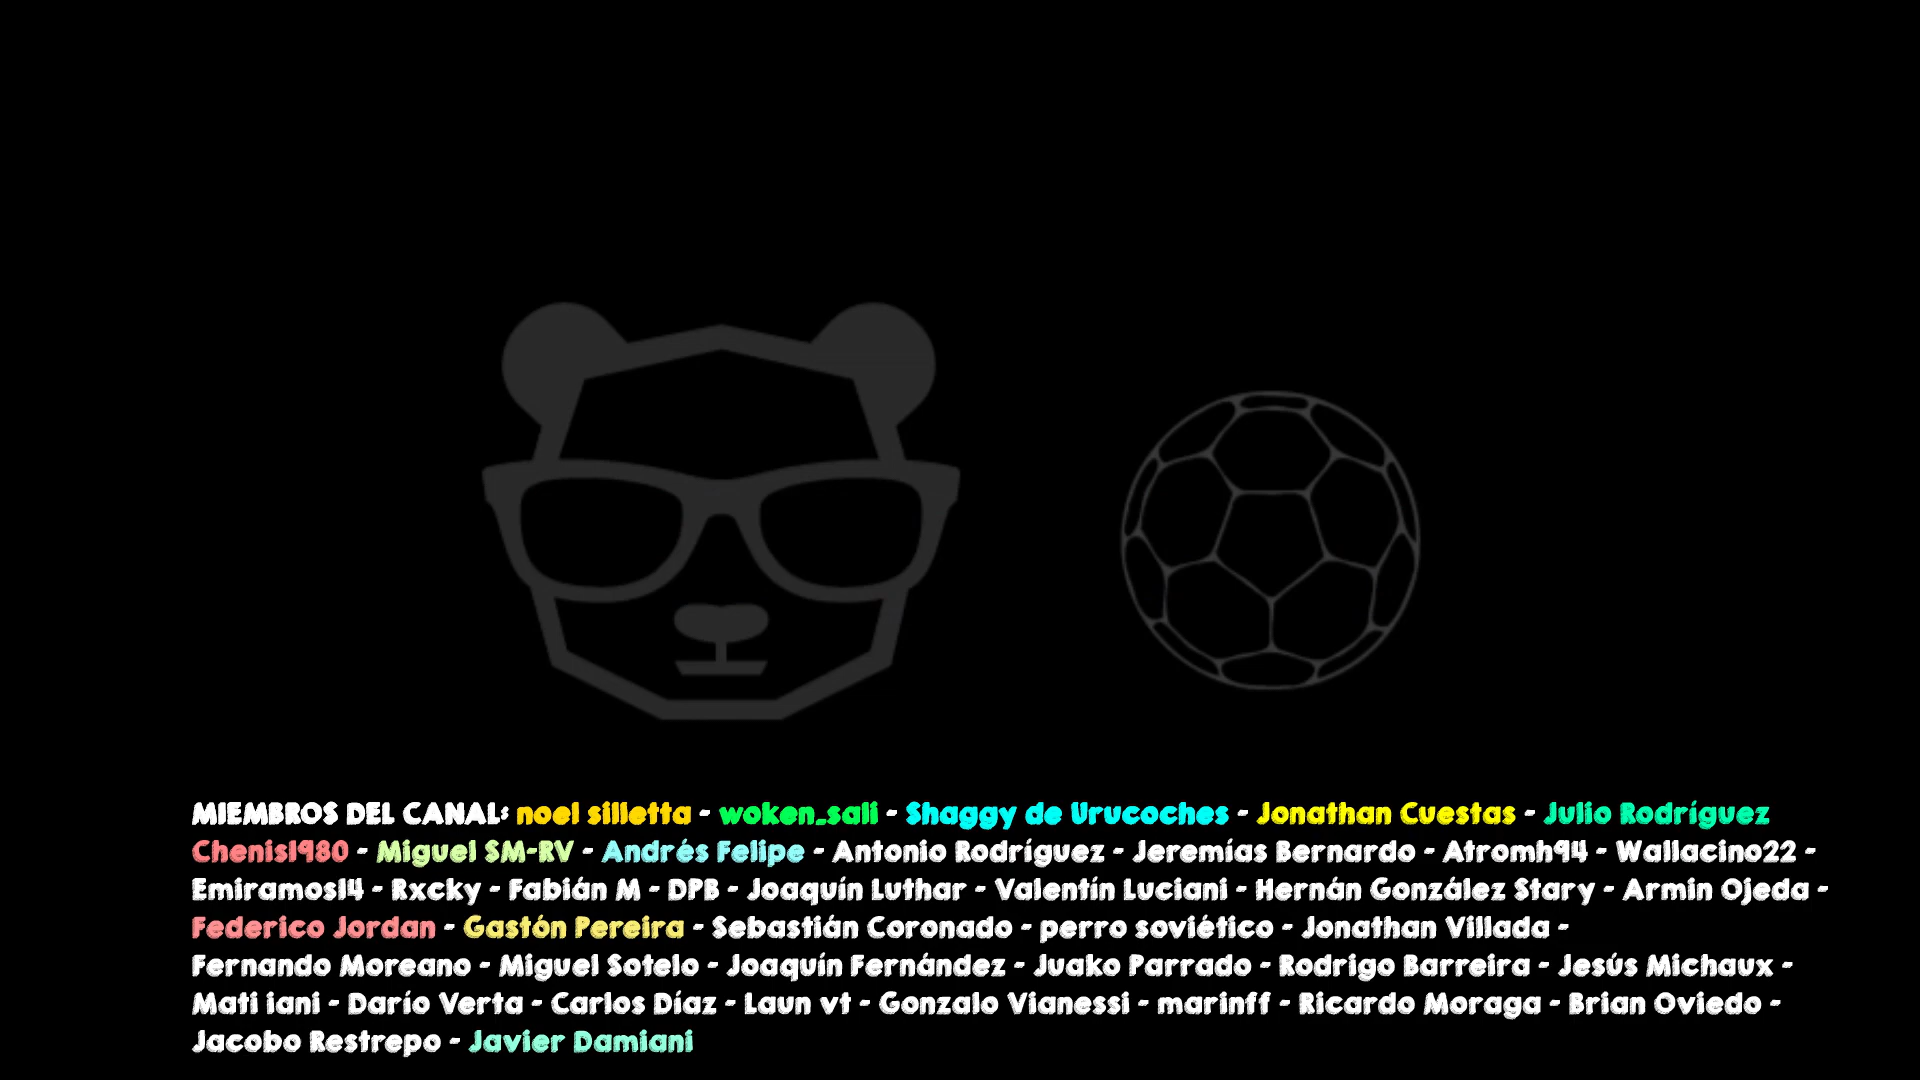 MIEMBROS DEL CANAL: noel silletta - woken_sali - Shaggy de Urucoches - Jonathan Cuestas - Julio Rodríguez
Chenis1980 - Miguel SM-RV - Andrés Felipe - Antonio Rodríguez - Jeremías Bernardo - Atromh94 - Wallacino22 -
Emiramos14 - Rxcky - Fabián M - DPB - Joaquín Luthar - Valentín Luciani - Hernán González Stary - Armin Ojeda -
Federico Jordan - Gastón Pereira - Sebastián Coronado - perro soviético - Jonathan Villada -
Fernando Moreano - Miguel Sotelo - Joaquín Fernández - Juako Parrado - Rodrigo Barreira - Jesús Michaux -
Mati iani - Darío Verta - Carlos Díaz - Laun vt - Gonzalo Vianessi - marinff - Ricardo Moraga - Brian Oviedo -
Jacobo Restrepo - Javier Damiani